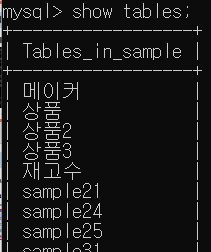 mysql> show tables;
+------------------+
| Tables_in_sample |
+------------------+
| 메이커
| 상품
| 상품2
| 상품3
| 재고수
| sample21
| sample24
| sample25